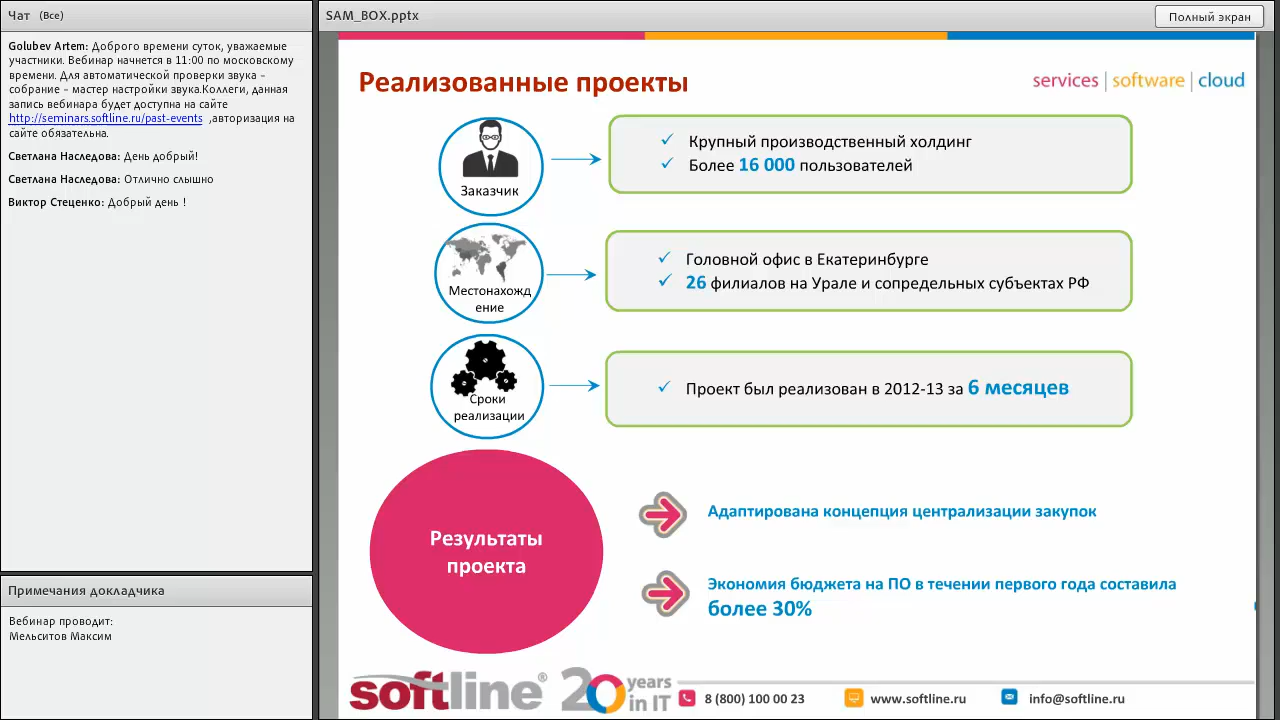 Чат (Все)
Golubev Artem: Доброго времени суток, уважаемые
участники. Вебинар начнется в 11:00 по московскому
времени. Для автоматической проверки звука –
собрание – мастер настройки звука.Коллеги, данная
запись вебинара будет доступна на сайте
http://seminars.softline.ru/past-events ,авторизация на
сайте обязательна.
Светлана Наследова: День добрый!
Светлана Наследова: Отлично слышно
Виктор Стеценко: Добрый день !
Примечания докладчика
Вебинар проводит:
Мельситов Максим
SAM_BOX.pptx
Полный экран
Реализованные проекты
services | software | cloud
Заказчик
Крупный производственный холдинг
Более 16 000 пользователей
Местонахожд
ение
Головной офис в Екатеринбурге
26 филиалов на Урале и сопредельных субъектах РФ
Сроки
реализации
Проект был реализован в 2012-13 за 6 месяцев
Результаты
проекта
Адаптирована концепция централизации закупок
Экономия бюджета на ПО в течении первого года составила
более 30%
softline® 20 years
in IT
8 (800) 100 00 23
www.softline.ru
info@softline.ru